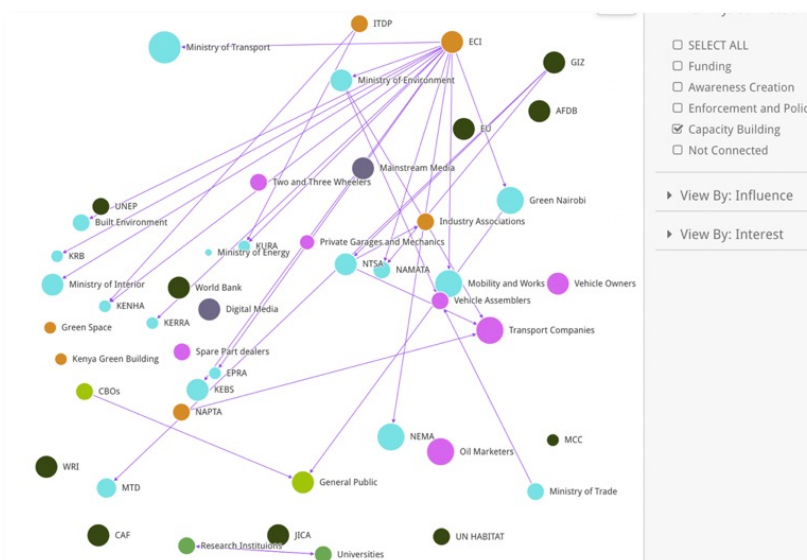 ITDP
ECI
Ministry of Transport
GIZ
Ministry of Environment
AFDB
EU
Mainstream Media
Two and Three Wheelers
Green Nairobi
UNEP
Built Environment
Industry Associations
KURA
Private Garages and Mechanics
Ministry of Energy
KRB
NTSA
NAMATA
Ministry of Interior
World Bank
Mobility and Works
Vehicle Owners
Vehicle Assemblers
KENHA
Digital Media
KERRA
Green Space
Transport Companies
Spare Part dealers
Kenya Green Building
EPRA
KEBS
CBOs
NAPTA
NEMA
MCC
Oil Marketers
WRI
MTD
General Public
Ministry of Trade
CAF
JICA
UN HABITAT
Research Instituions
Universities
SELECT ALL
Funding
Awareness Creation
Enforcement and Polic
Capacity Building
Not Connected
View By: Influence
View By: Interest